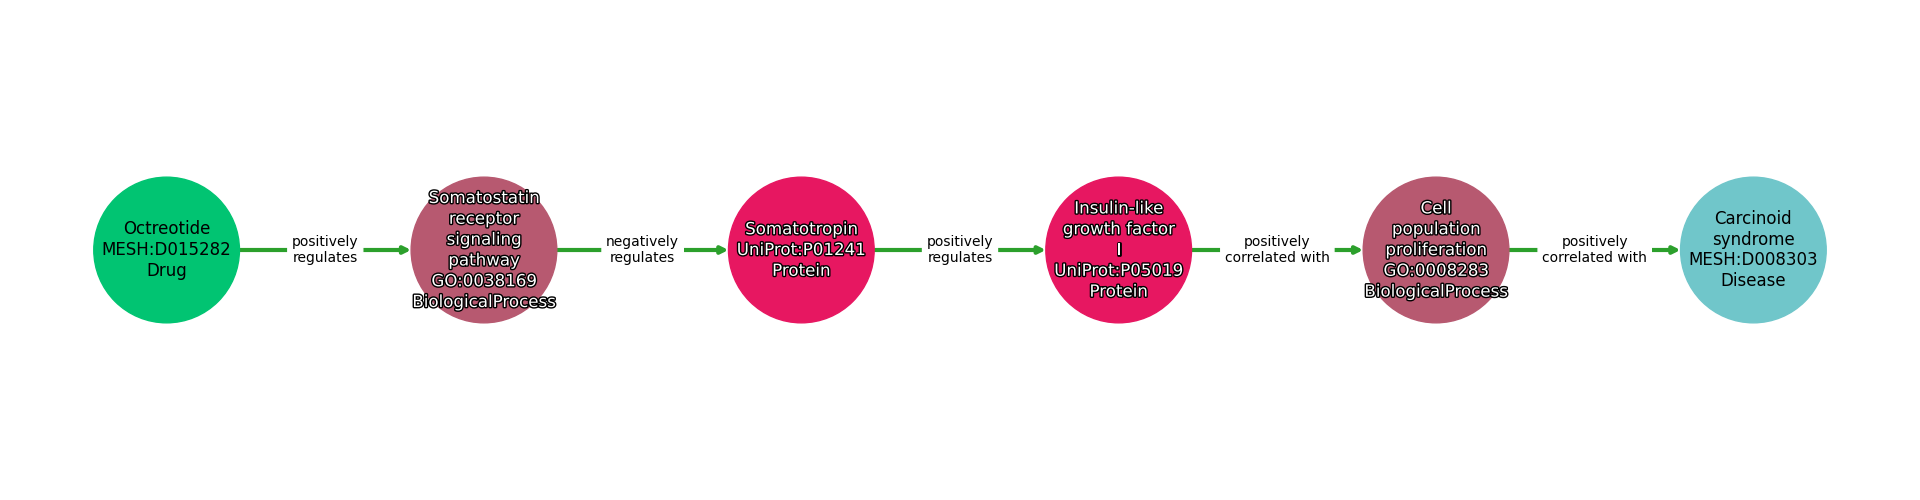 Octreotide
MESH:D015282
Drug
positively
regulates
Somatostatin
receptor
signaling
pathway
GO:0038169
BiologicalProcess
negatively
regulates
Somatotropin
UniProt:P01241
Protein
positively
regulates
Insulin-like
growth factor
I
UniProt:P05019
Protein
positively
correlated with
Cell
population
proliferation
GO:0008283
BiologicalProcess
positively
correlated with
Carcinoid
syndrome
MESH:D008303
Disease